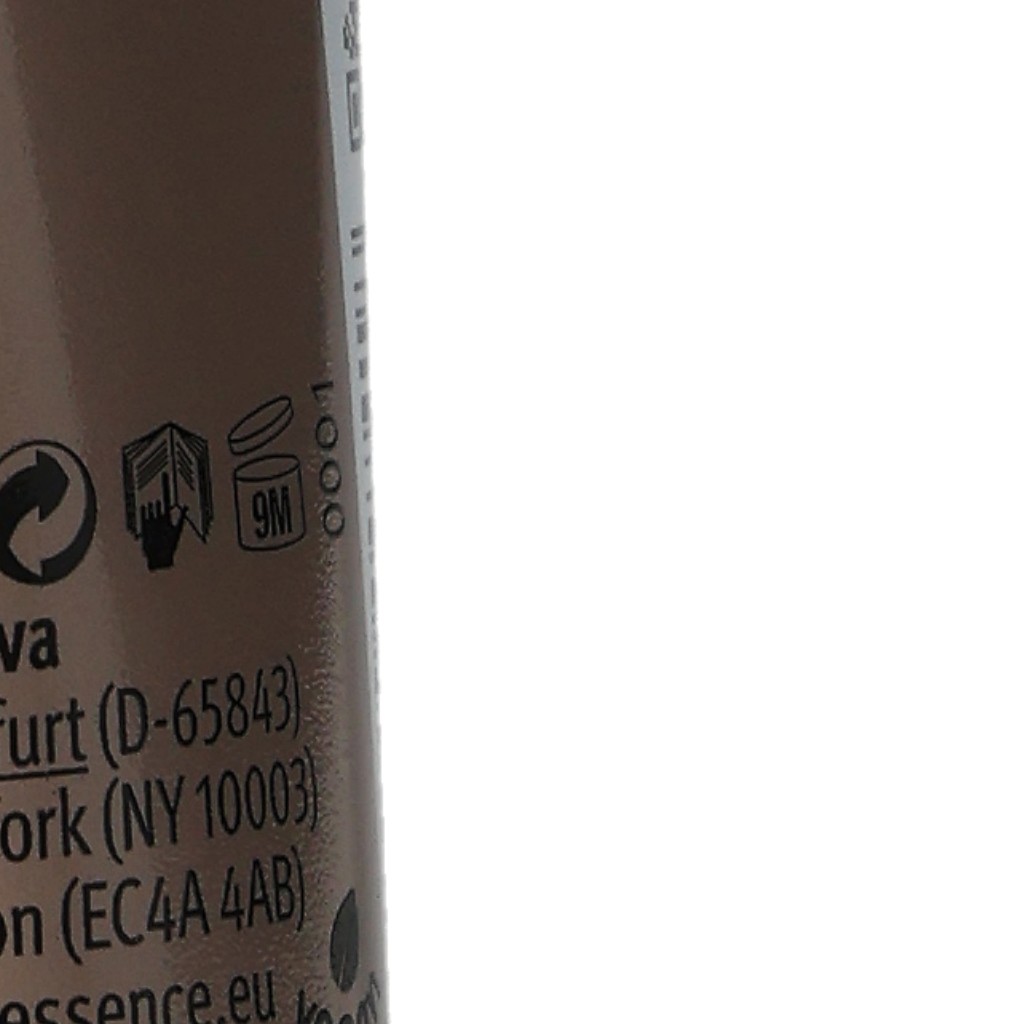 9M
0001
va
furt (D-65843)
ork (NY 10003)
on (EC4A 4AB)
essence.eu